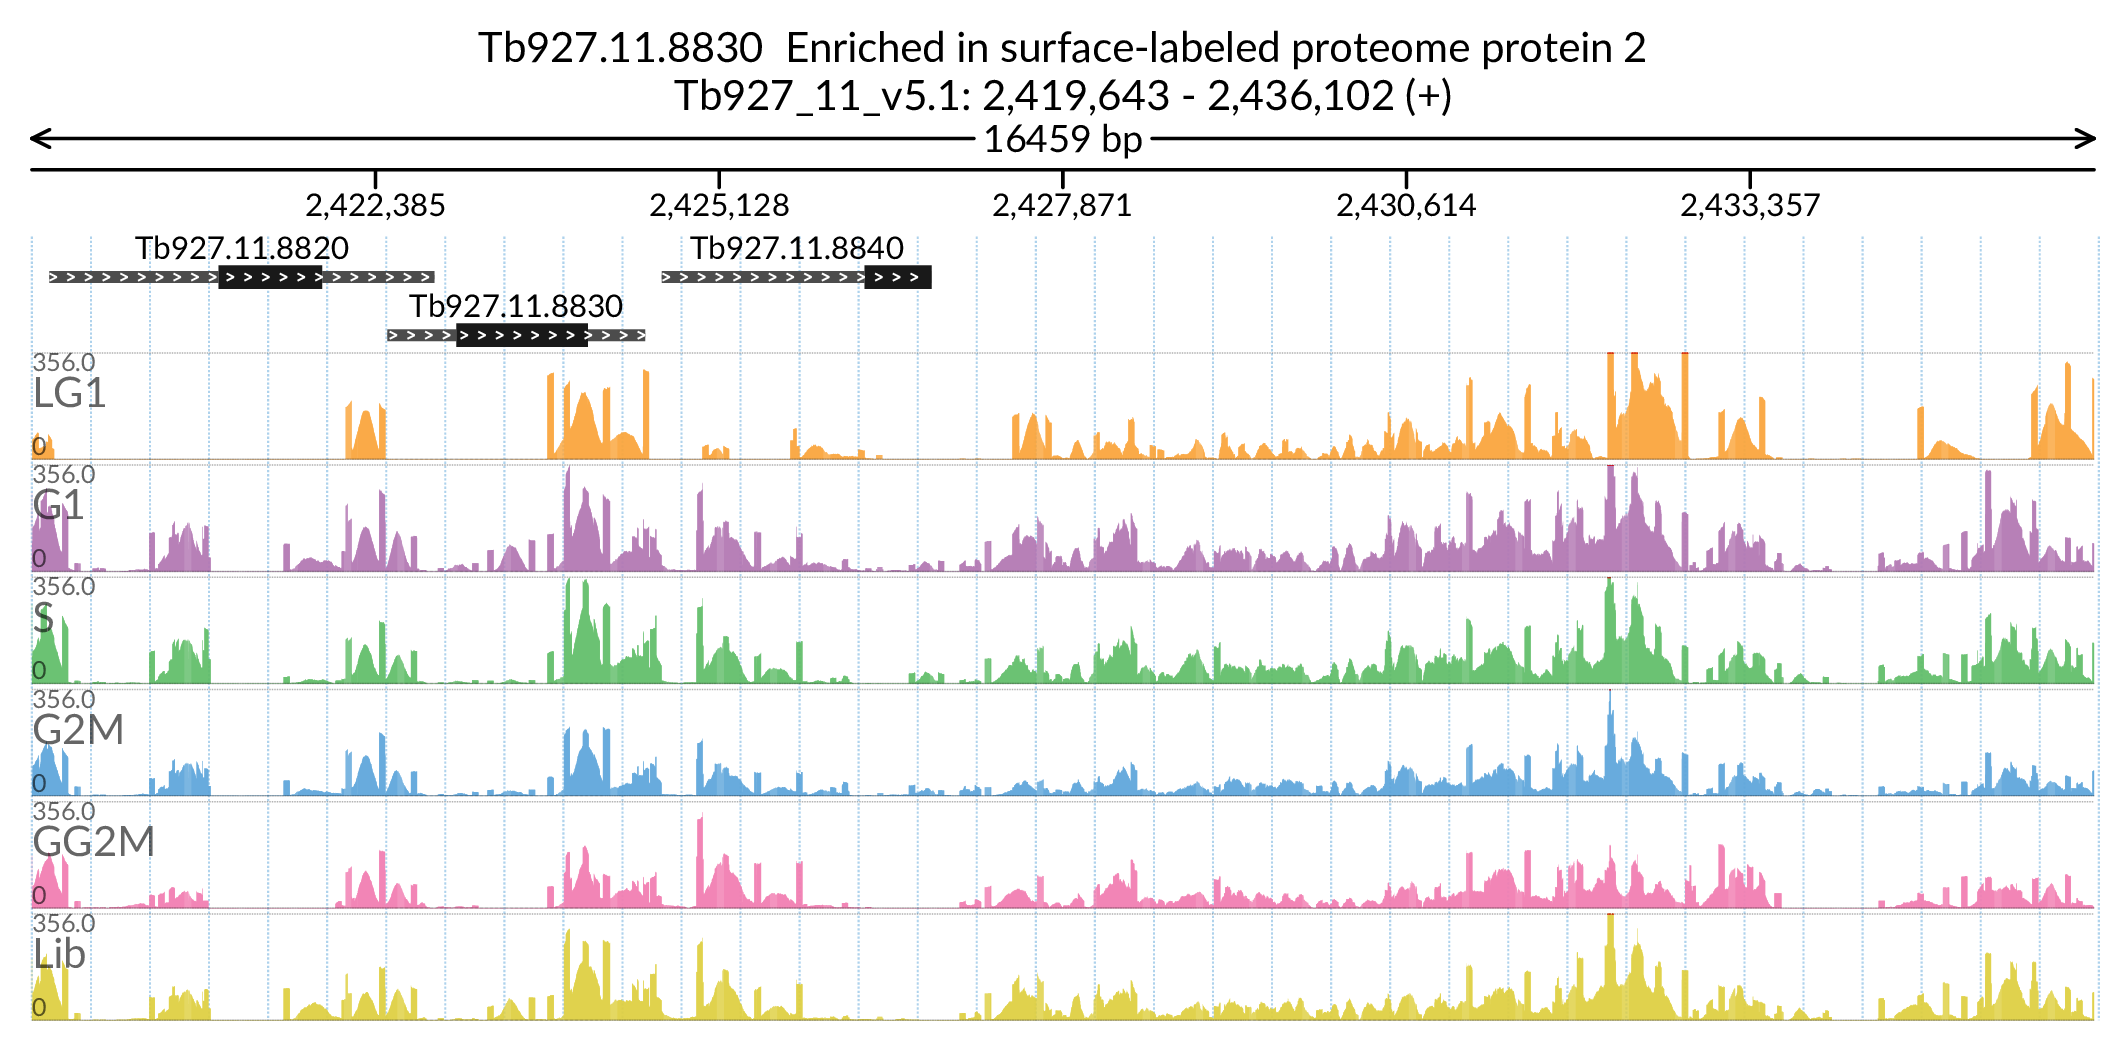 Tb927.11.8830  Enriched in surface-labeled proteome protein 2
Tb927_11_v5.1: 2,419,643 - 2,436,102 (+)
16459 bp
2,422,385 2,425,128 2,427,871 2,430,614 2,433,357
Tb927.11.8820 Tb927.11.8840
Tb927.11.8830
356.0
LG1
0
356.0
G1
0
356.0
S
0
356.0
G2M
0
356.0
GG2M
0
356.0
Lib
0